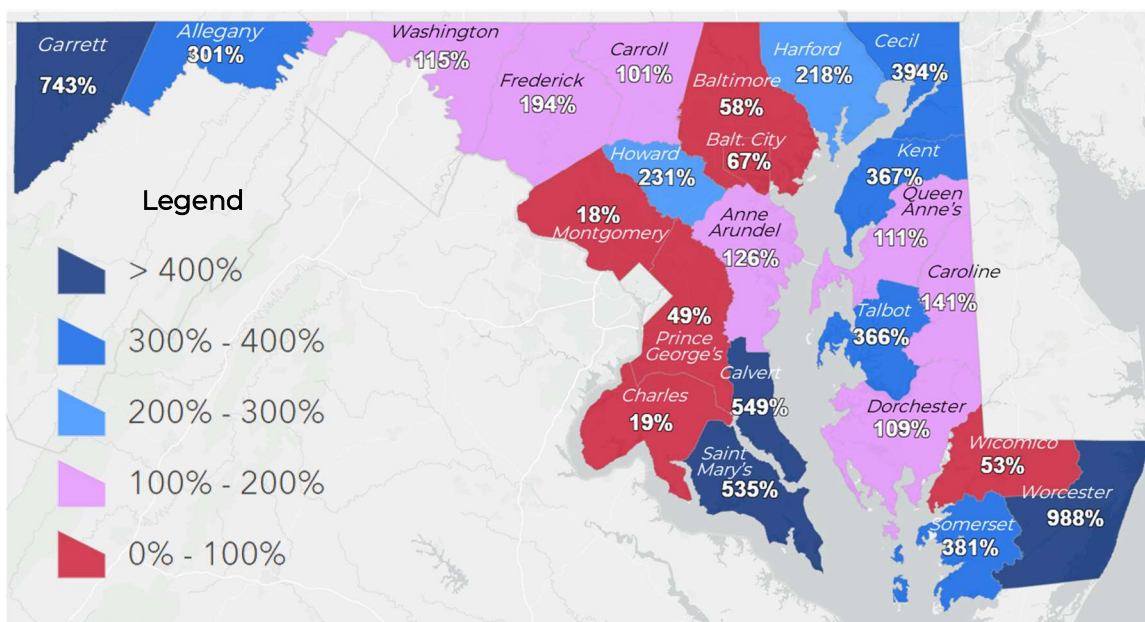 Garrett
743%
Allegany
301%
Washington
115%
Frederick
194%
Carroll
101%
Baltimore
58%
Balt. City
67%
Harford
218%
Cecil
394%
Kent
367%
Queen
Anne's
111%
Howard
231%
18%
Montgomery
Anne
Arundel
126%
Caroline
141%
Talbot
366%
49%
Prince
George's
Calvert
549%
Charles
19%
Saint
Mary's
535%
Dorchester
109%
Wicomico
53%
Worcester
988%
Somerset
381%
Legend
> 400%
300% - 400%
200% - 300%
100% - 200%
0% - 100%